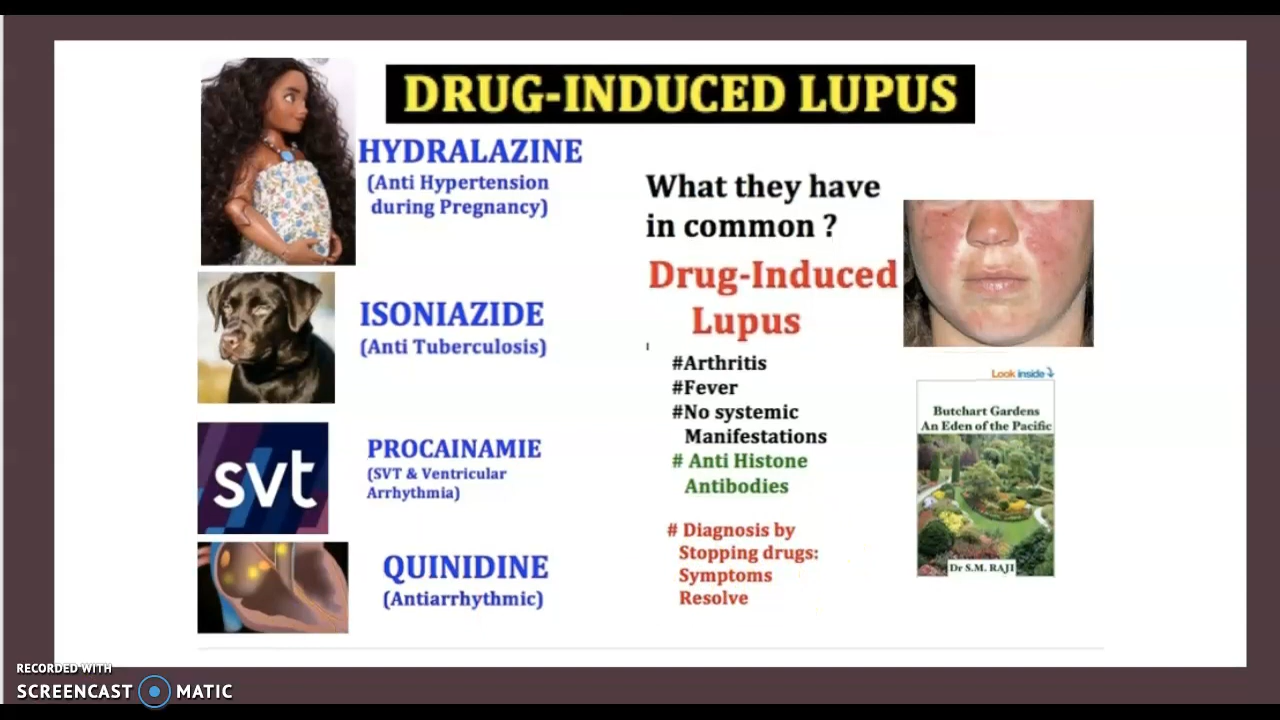 DRUG-INDUCED LUPUS
HYDRALAZINE
(Anti Hypertension
during Pregnancy)
ISONIAZIDE
(Anti Tuberculosis)
svt
PROCAINAMIE
(SVT & Ventricular
Arrhythmia)
QUINIDINE
(Antiarrhythmic)
What they have
in common ?
Drug-Induced
Lupus
#Arthritis
#Fever
#No systemic
Manifestations
# Anti Histone
Antibodies
# Diagnosis by
Stopping drugs:
Symptoms
Resolve
Look inside
Butchart Gardens
An Eden of the Pacific
Dr S.M. RAJI
RECORDED WITH
SCREENCAST MATIC